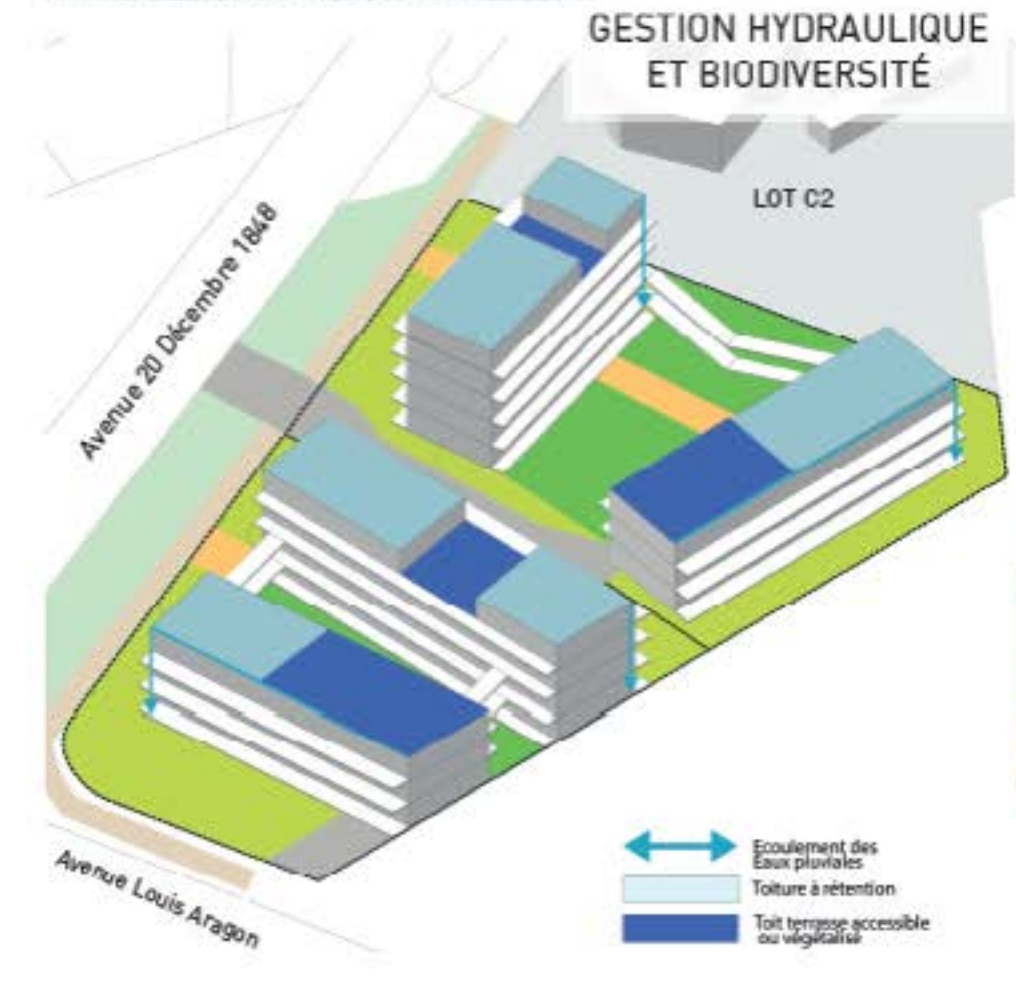 GESTION HYDRAULIQUE
ET BIODIVERSITÉ
LOT C2
Avenue 20 Décembre 1848
Avenue Louis Aragon
Ecoulement des
Eaux pluviales
Toiture à rétention
Toit terrasse accessible
ou végétalisé